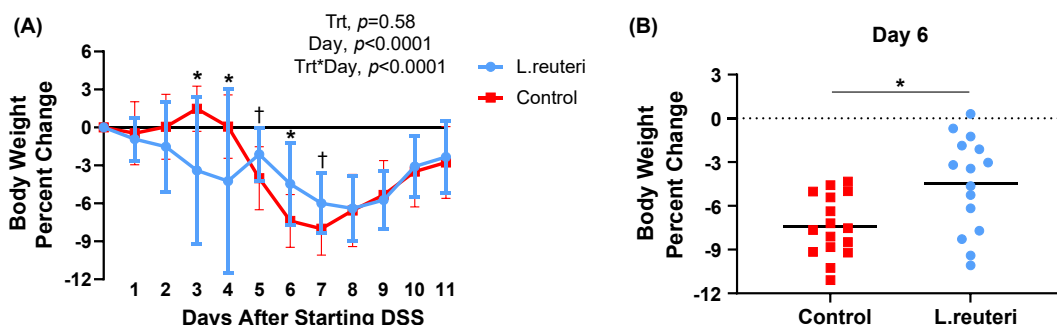 (A)
Trt, p=0.58
Day, p<0.0001
Trt*Day, p<0.0001
L.reuteri
Control
Body Weight
Percent Change
6
3
0
-3
-6
-9
-12
* * † * †
1 2 3 4 5 6 7 8 9 10 11
Days After Starting DSS
(B)
Day 6
*
Body Weight
Percent Change
3
0
-3
-6
-9
-12
Control L.reuteri